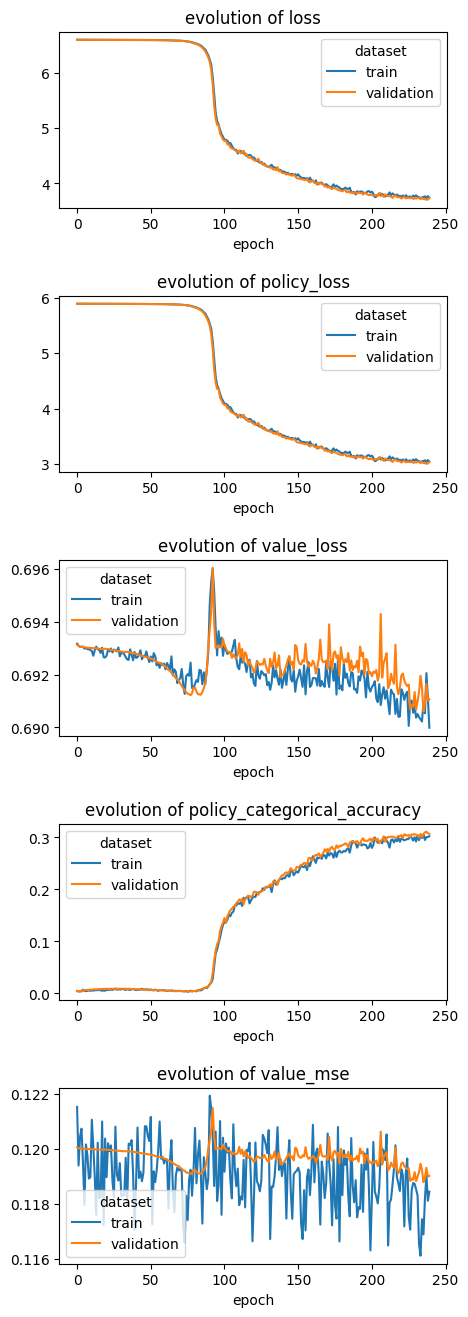 evolution of loss
6
5
4
dataset
train
validation
0 50 100 150 200 250
epoch
evolution of policy_loss
6
5
4
3
dataset
train
validation
0 50 100 150 200 250
epoch
evolution of value_loss
0.696
0.694
0.692
0.690
dataset
train
validation
0 50 100 150 200 250
epoch
evolution of policy_categorical_accuracy
0.3
0.2
0.1
0.0
dataset
train
validation
0 50 100 150 200 250
epoch
evolution of value_mse
0.122
0.120
0.118
0.116
dataset
train
validation
0 50 100 150 200 250
epoch